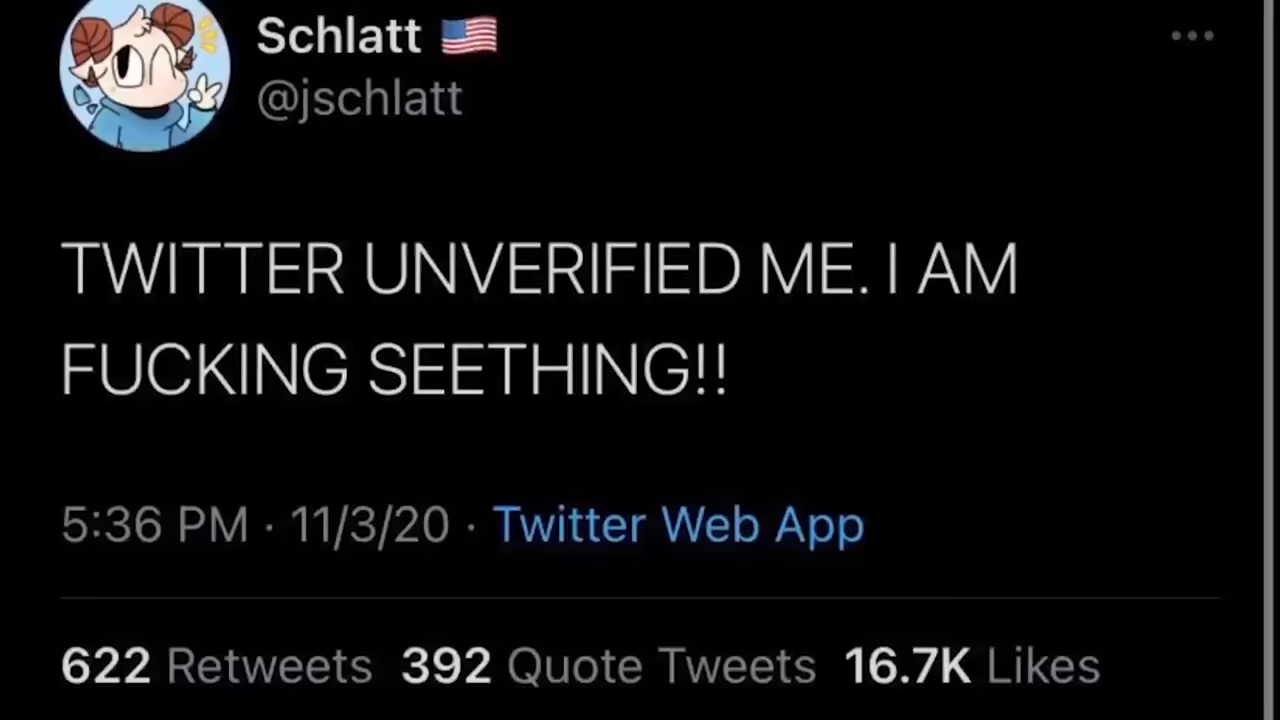 Schlatt 🇺🇸
@jschlatt
TWITTER UNVERIFIED ME. I AM
FUCKING SEETHING!!
5:36 PM · 11/3/20 · Twitter Web App
622 Retweets 392 Quote Tweets 16.7K Likes